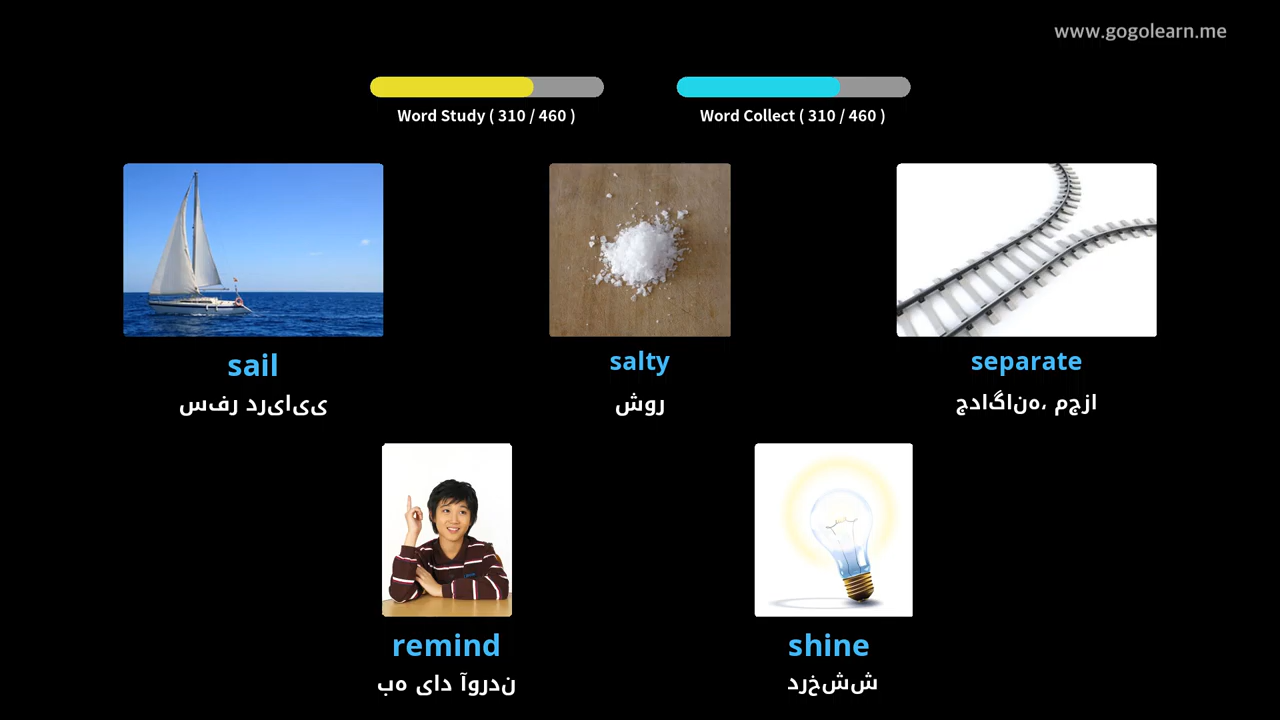 www.gogolearn.me
Word Study ( 310 / 460 )
Word Collect ( 310 / 460 )
sail
سفر دریایی
salty
شور
separate
جداگانه، مجزا
remind
به یاد آوردن
shine
درخشش